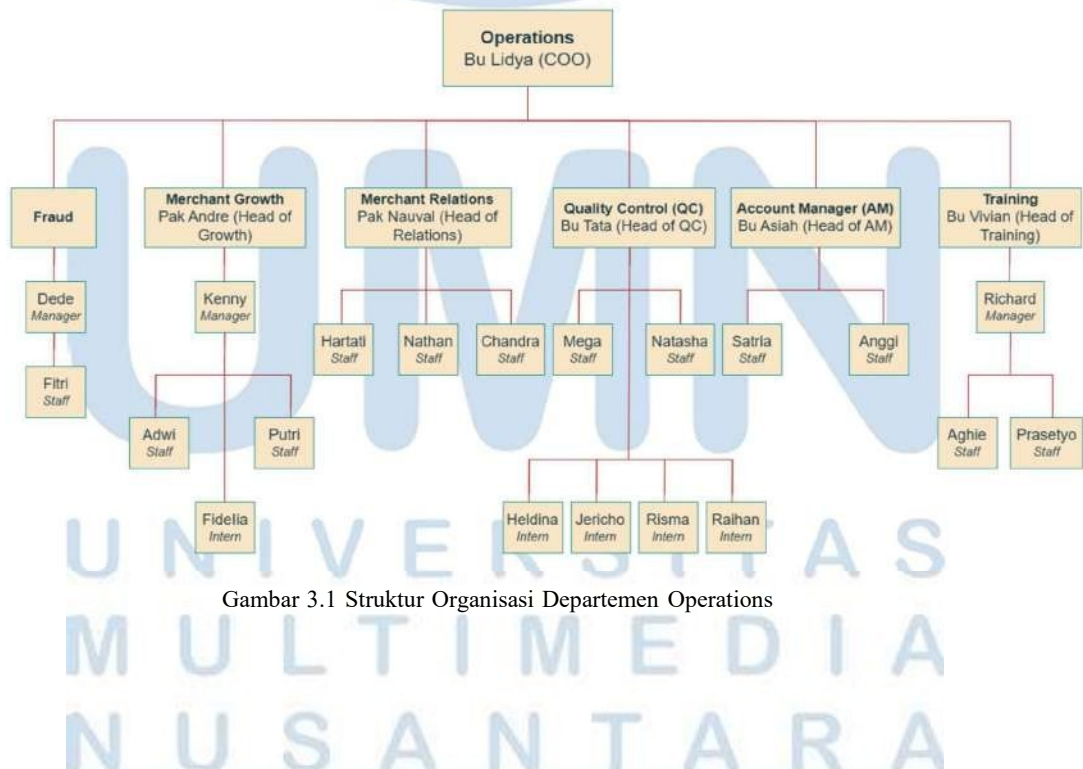 Operations
Bu Lidya (COO)
Fraud
Merchant Growth
Pak Andre (Head of
Growth)
Merchant Relations
Pak Nauval (Head of
Relations)
Quality Control (QC)
Bu Tata (Head of QC)
Account Manager (AM)
Bu Asiah (Head of AM)
Training
Bu Vivian (Head of
Training)
Dede
Manager
Kenny
Manager
Richard
Manager
Hartati
Staff
Nathan
Staff
Chandra
Staff
Mega
Staff
Natasha
Staff
Satria
Staff
Anggi
Staff
Fitri
Staff
Adwi
Staff
Putri
Staff
Aghie
Staff
Prasetyo
Staff
Fidelia
Intern
Heldina
Intern
Jericho
Intern
Risma
Intern
Raihan
Intern
Gambar 3.1 Struktur Organisasi Departemen Operations
UMN
UNIVERSITAS
MULTIMEDIA
NUSANTARA